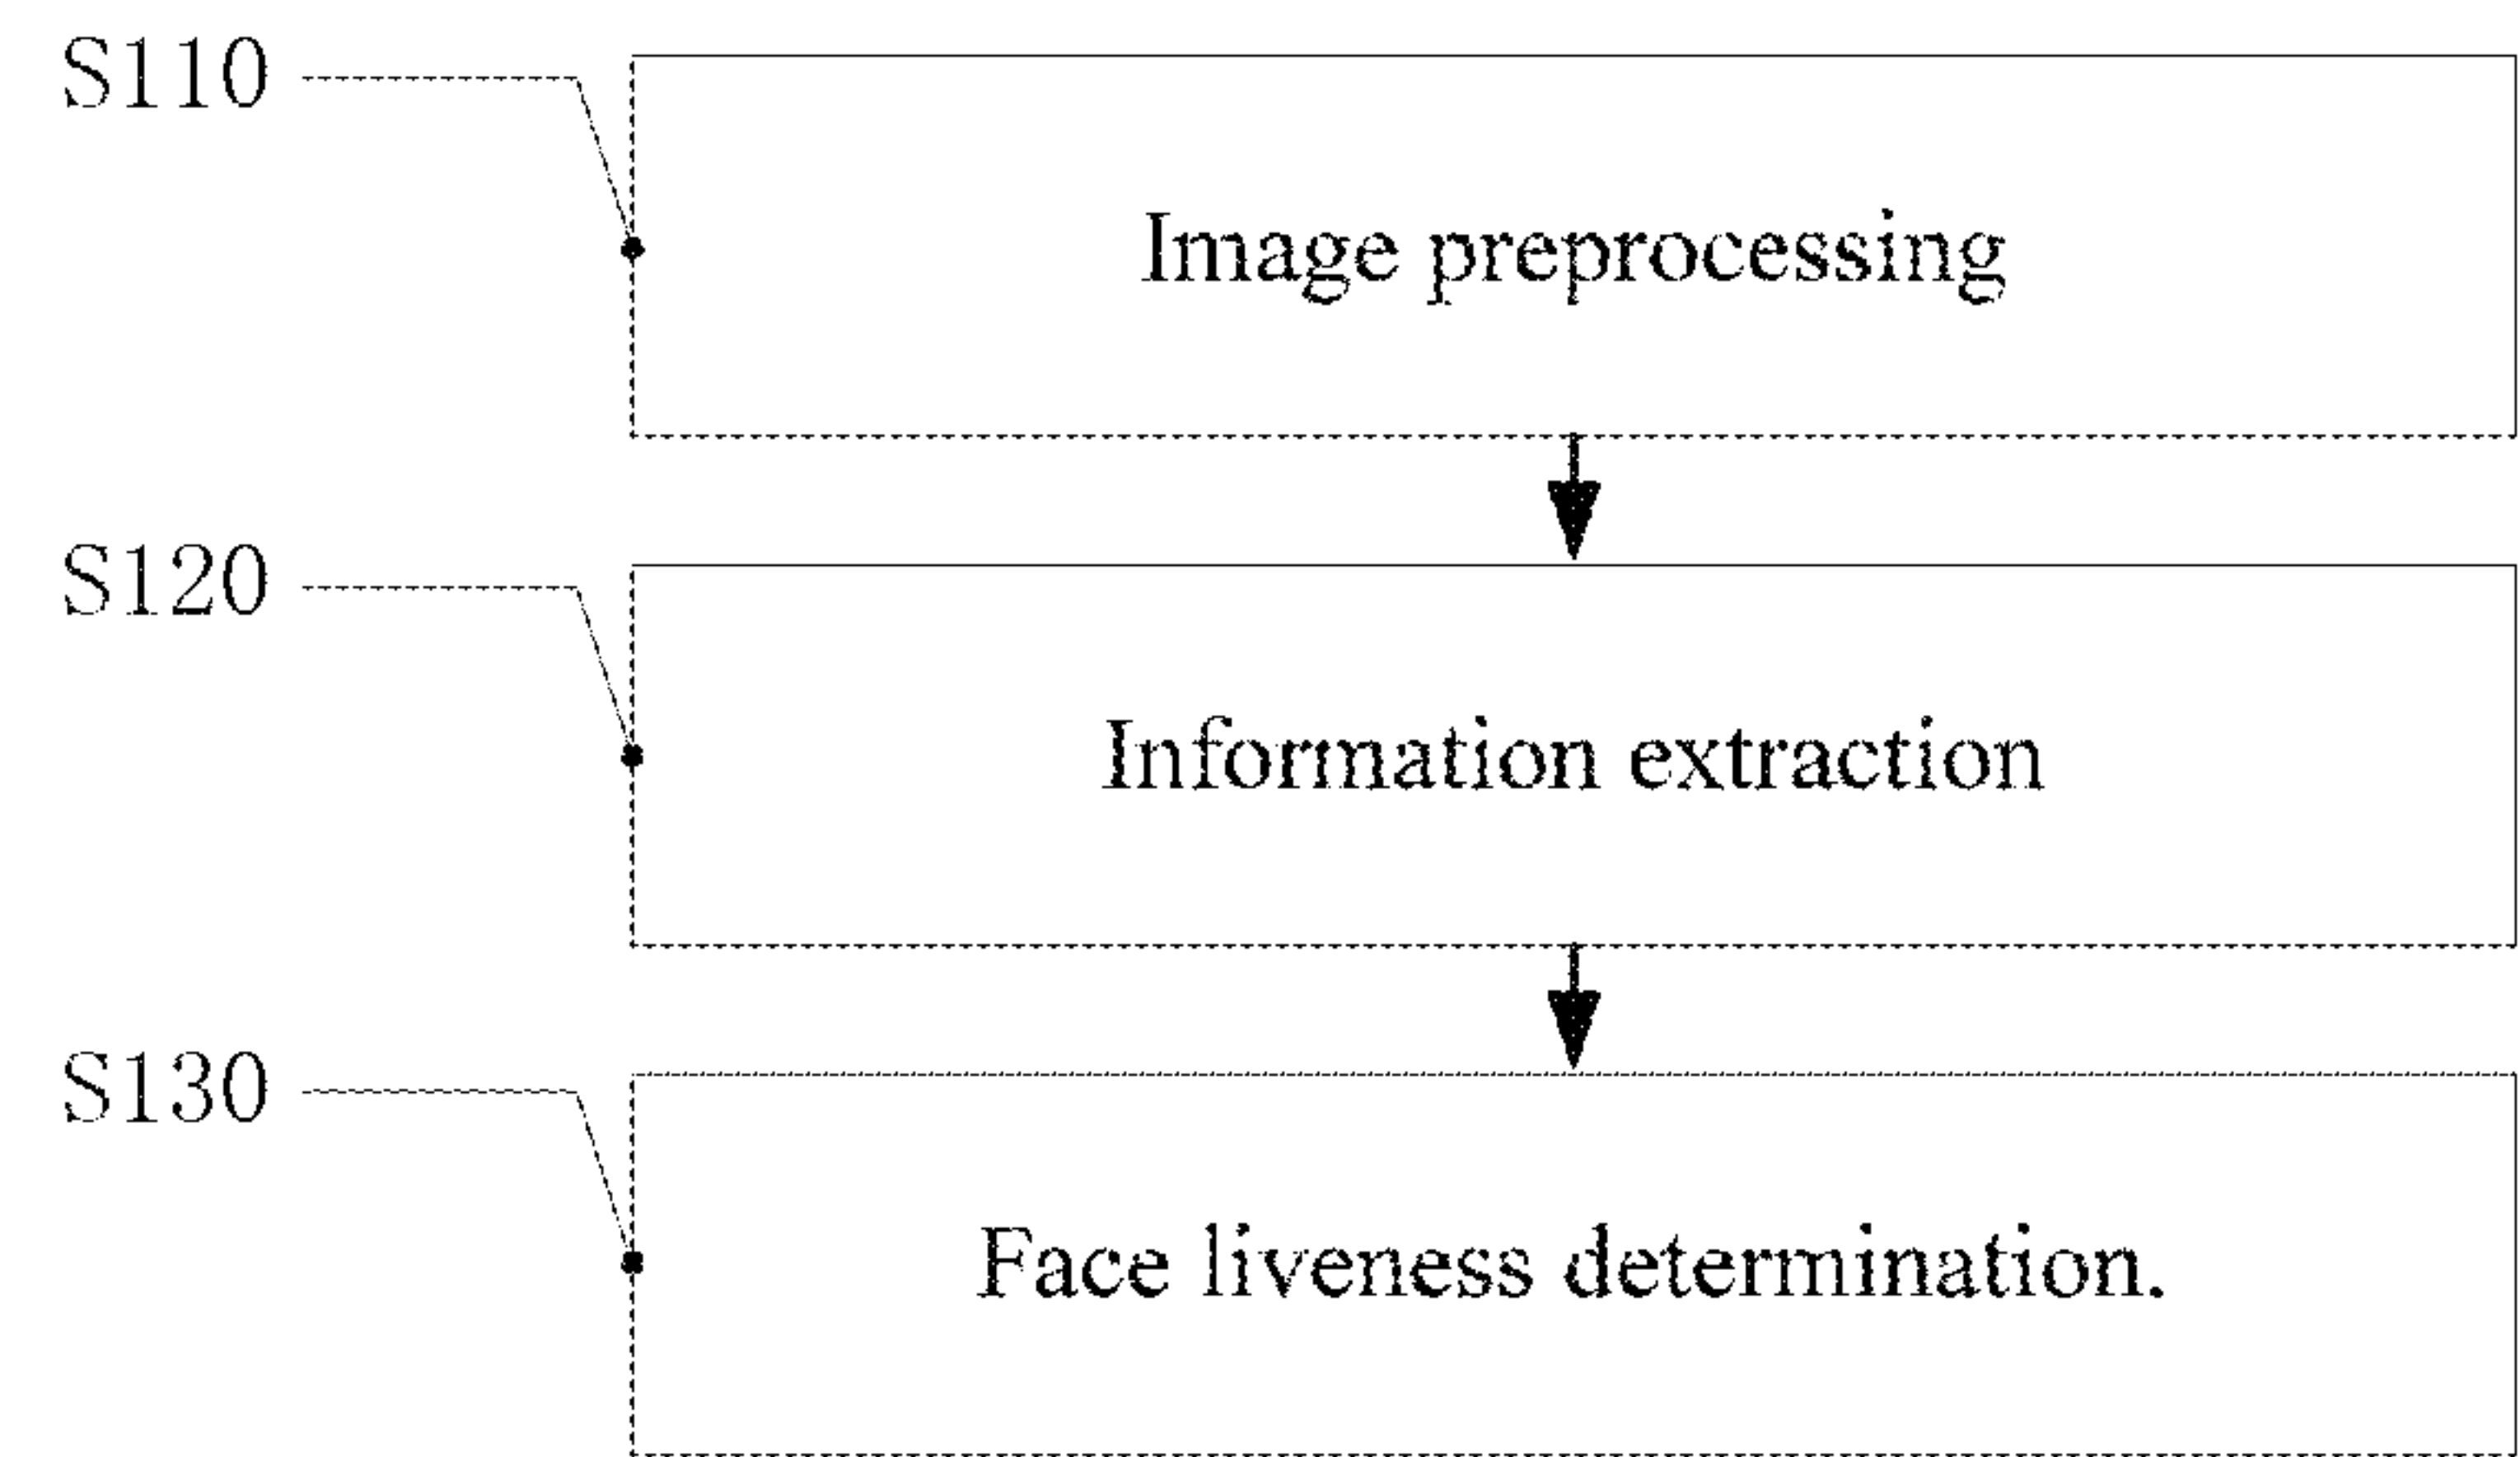 S110
Image preprocessing
S120
Information extraction
S130
Face liveness determination.